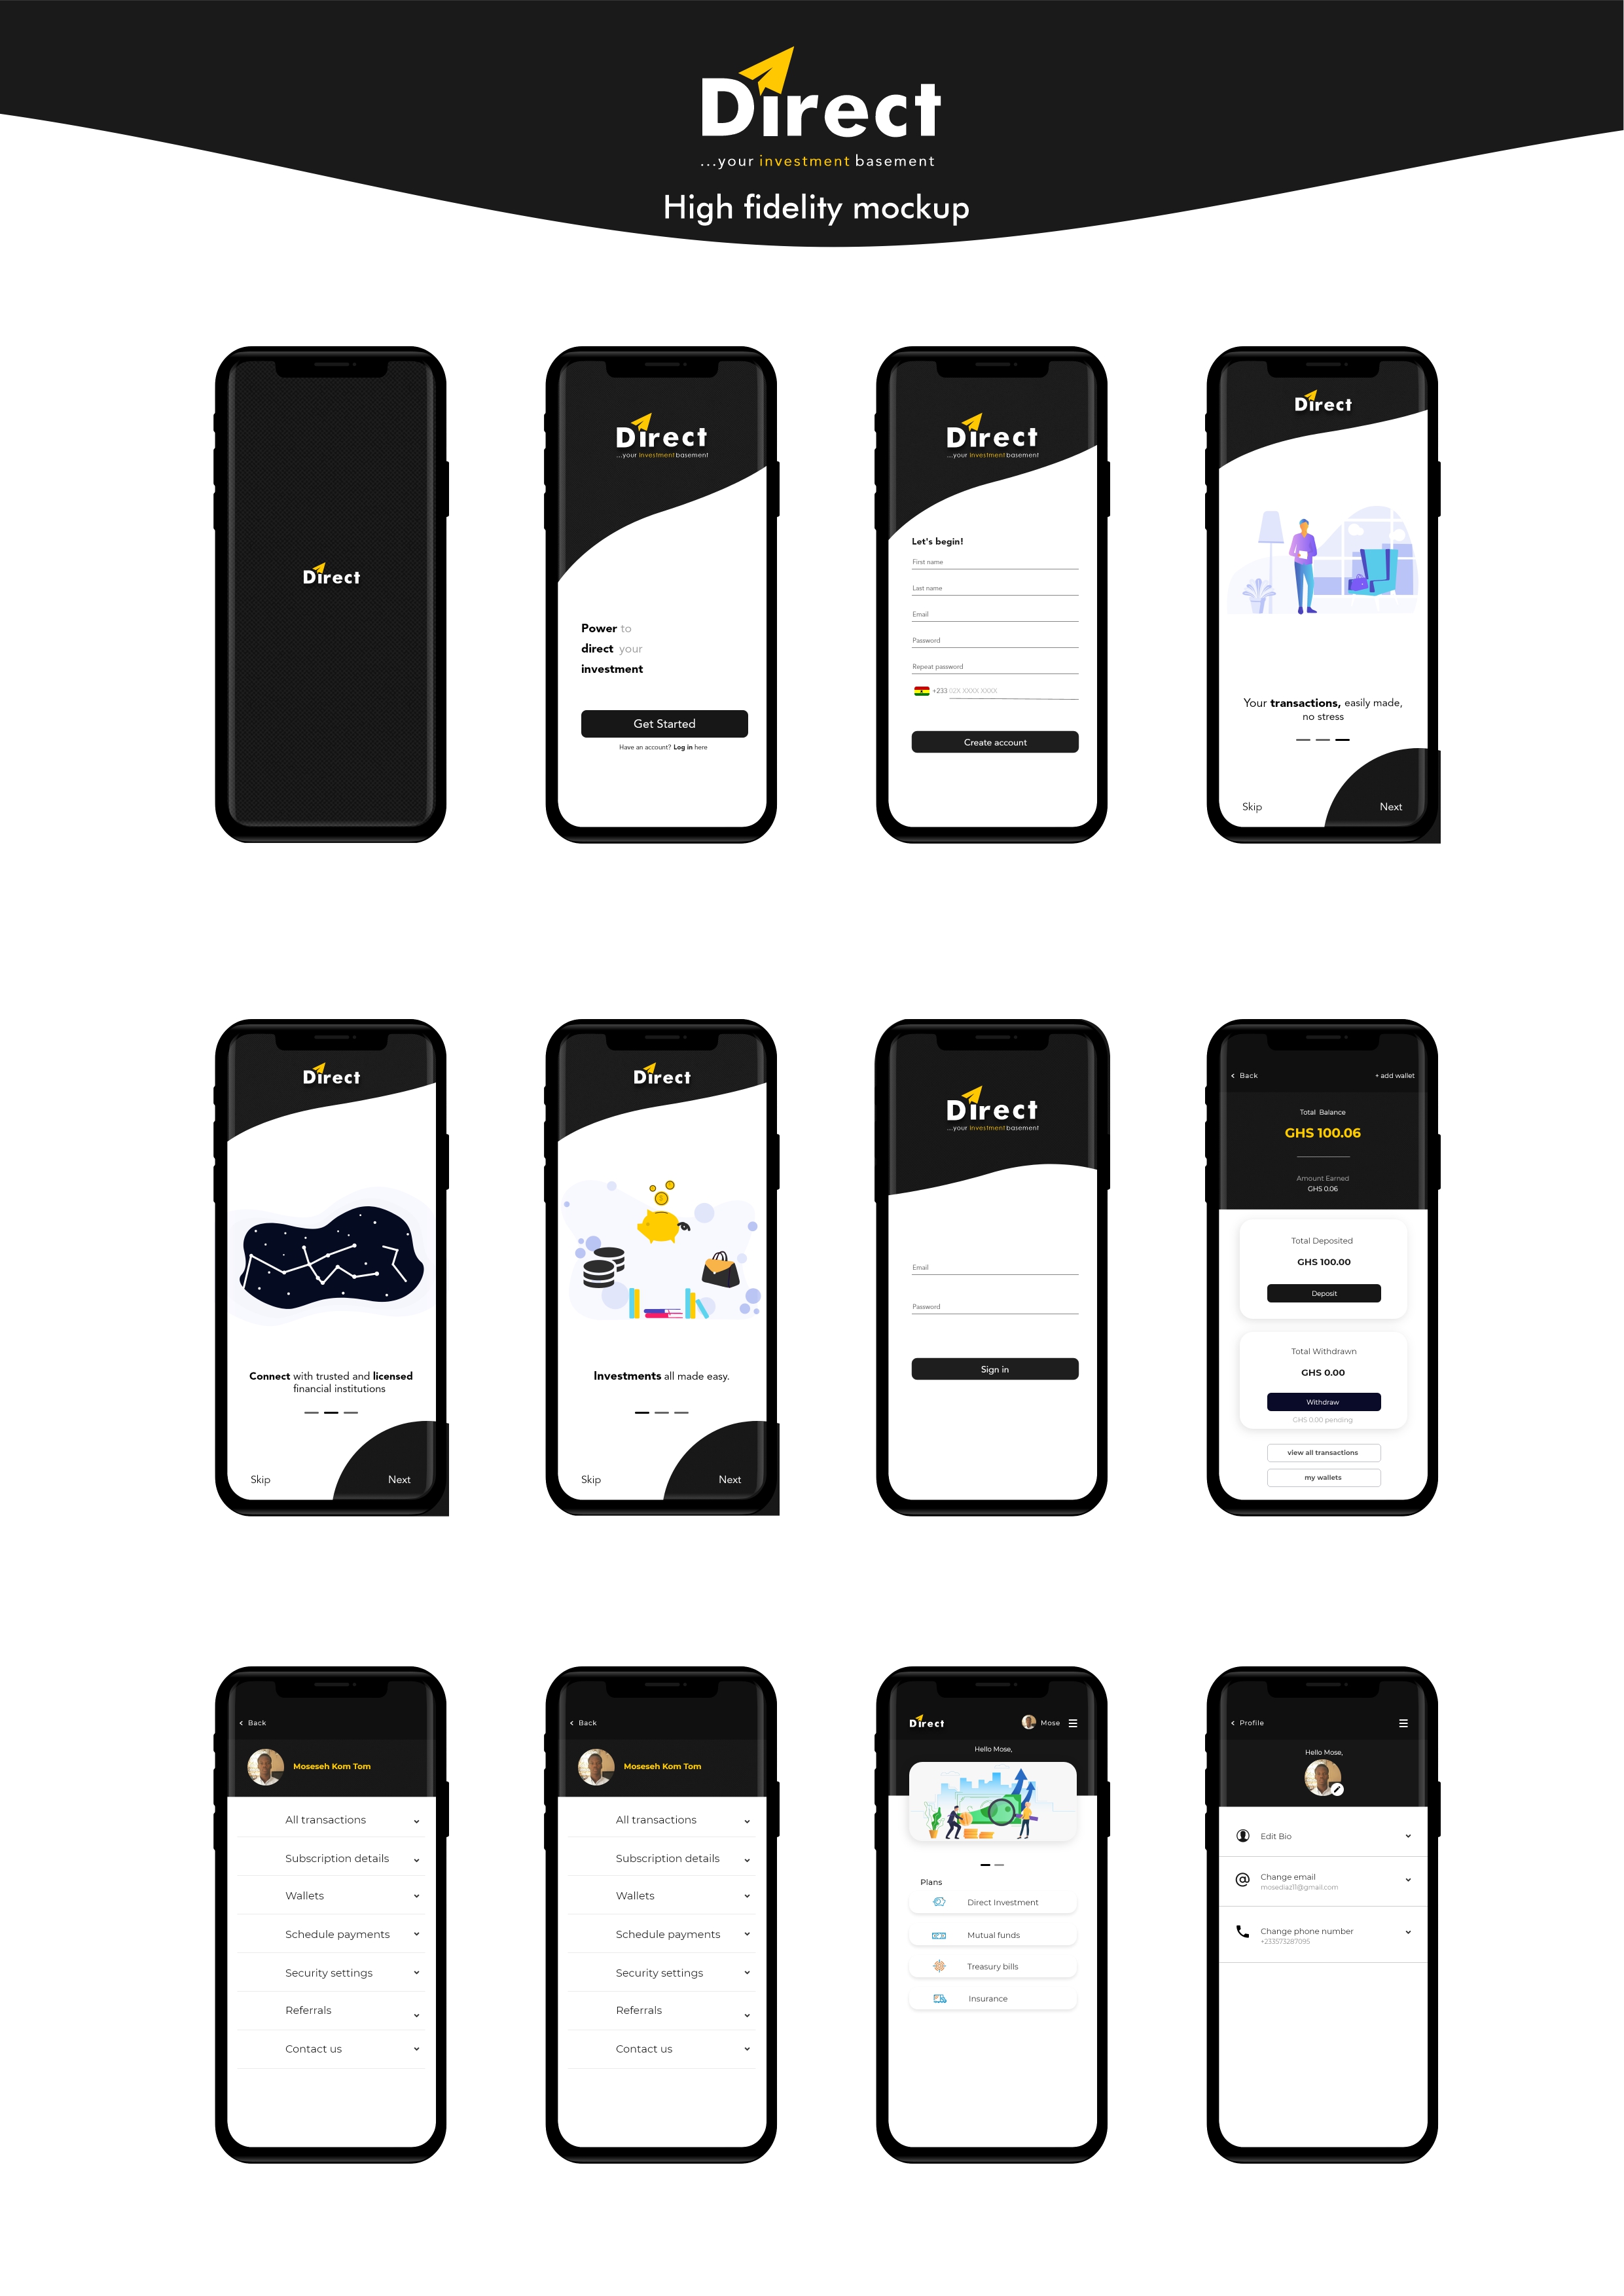 Direct
...your investment basement
High fidelity mockup
Direct
Direct
...your investment basement
Power to
direct your
investment
Get Started
Have an account? Log in here
Direct
...your investment basement
Let's begin!
First name
Last name
Email
Password
Repeat password
+233 02X XXXX XXXX
Create account
Direct
Your transactions, easily made,
no stress
Skip
Next
Direct
Connect with trusted and licensed
financial institutions
Skip
Next
Direct
Investments all made easy.
Skip
Next
Direct
...your investment basement
Email
Password
Sign in
Back
+ add wallet
Total Balance
GHS 100.06
Amount Earned
GHS 0.06
Total Deposited
GHS 100.00
Deposit
Total Withdrawn
GHS 0.00
Withdraw
GHS 0.00 pending
view all transactions
my wallets
Back
Moseseh Kom Tom
All transactions
Subscription details
Wallets
Schedule payments
Security settings
Referrals
Contact us
Back
Moseseh Kom Tom
All transactions
Subscription details
Wallets
Schedule payments
Security settings
Referrals
Contact us
Direct
Mose
Hello Mose,
Plans
Direct Investment
Mutual funds
Treasury bills
Insurance
Profile
Hello Mose,
Edit Bio
Change email
mosediaz11@gmail.com
Change phone number
+233573287095